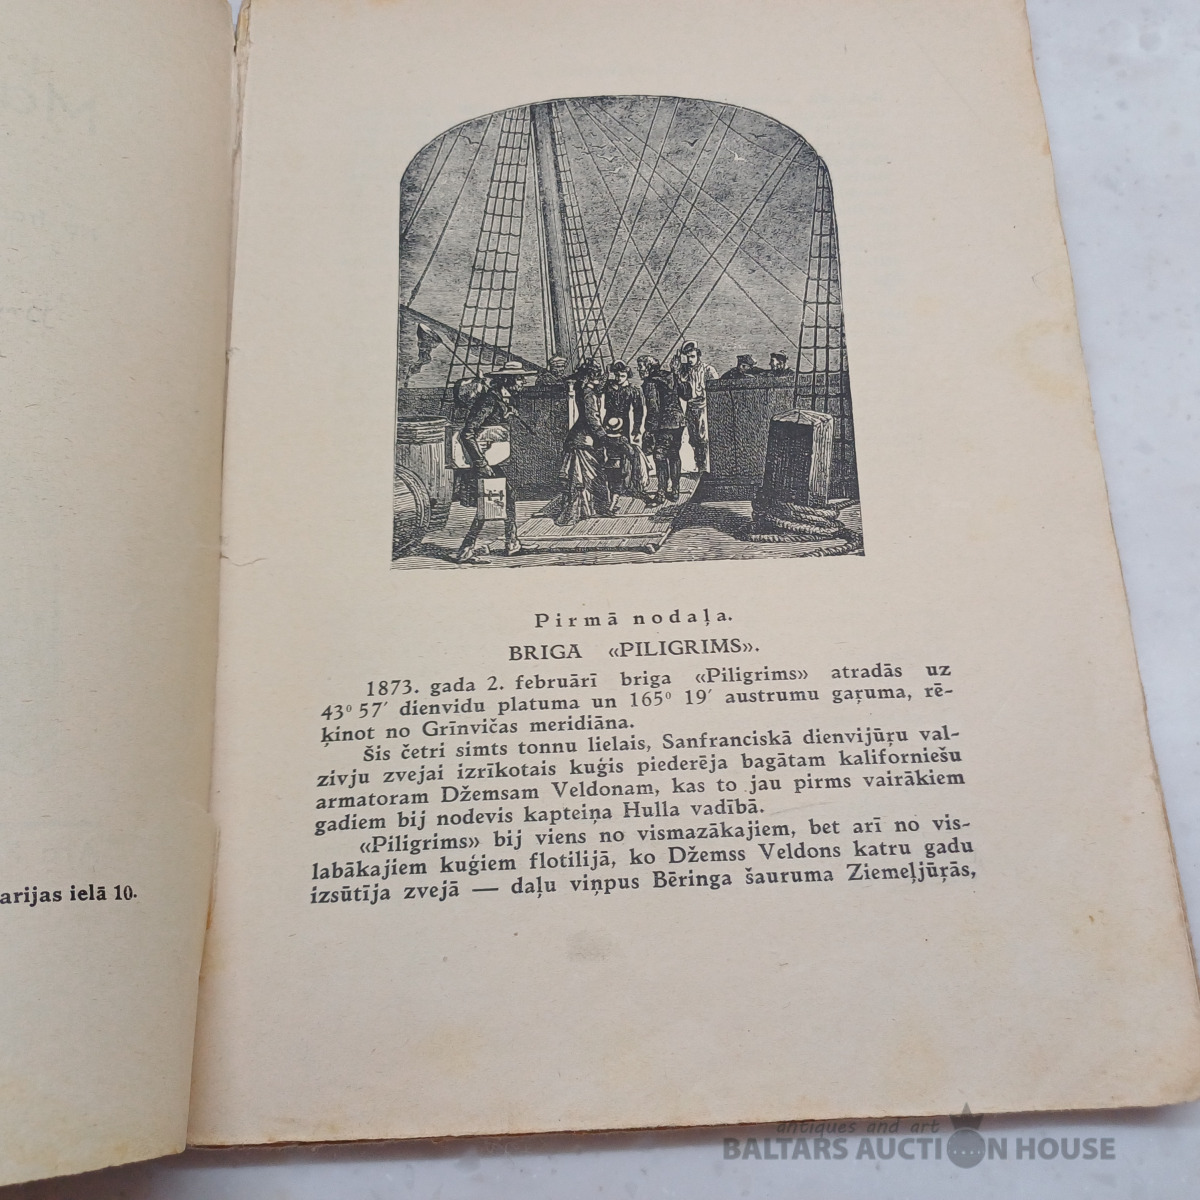 Pirmā nodaļa.
BRIGA «PILIGRIMS».
1873. gada 2. februārī briga «Piligrims» atradās uz
43° 57′ dienvidu platuma un 165° 19′ austrumu gaŗuma, rē-
ķinot no Grīnvičas meridiāna.
Šis četri simts tonnu lielais, Sanfranciskā dienvijūŗu val-
zivju zvejai izrīkotais kuģis piederēja bagātam kaliforniešu
armatoram Džemsam Veldonam, kas to jau pirms vairākiem
gadiem bij nodevis kapteiņa Hulla vadībā.
«Piligrims» bij viens no vismazākajiem, bet arī no vis-
labākajiem kuģiem flotilijā, ko Džemss Veldons katru gadu
izsūtīja zvejā — daļu viņpus Bēringa šauruma Ziemeļjūŗās,
arijas ielā 10.
antiques and art
BALTARS AUCTION HOUSE